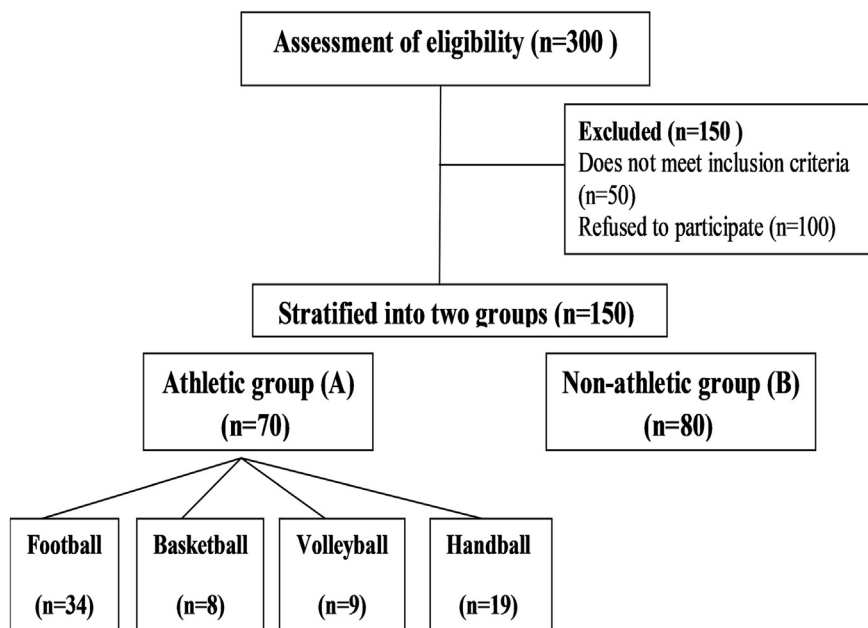 Assessment of eligibility (n=300 )
Excluded (n=150 )
Does not meet inclusion criteria
(n=50)
Refused to participate (n=100)
Stratified into two groups (n=150)
Athletic group (A)
(n=70)
Non-athletic group (B)
(n=80)
Football
(n=34)
Basketball
(n=8)
Volleyball
(n=9)
Handball
(n=19)